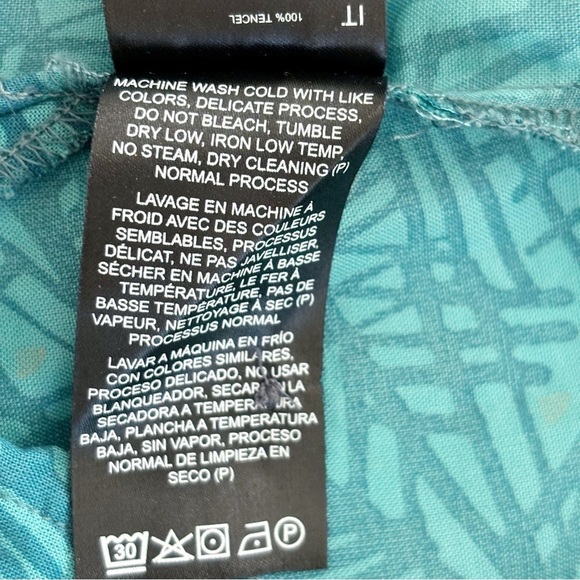 IT
100% TENCEL
MACHINE WASH COLD WITH LIKE
COLORS, DELICATE PROCESS,
DO NOT BLEACH, TUMBLE
DRY LOW, IRON LOW TEMP,
NO STEAM, DRY CLEANING (P)
NORMAL PROCESS
LAVAGE EN MACHINE À
FROID AVEC DES COULEURS
SEMBLABLES, PROCESSUS
DÉLICAT, NE PAS JAVELLISER,
SÉCHER EN MACHINE À BASSE
TEMPÉRATURE, LE FER À
BASSE TEMPÉRATURE, PAS DE
VAPEUR, NETTOYAGE À SEC (P)
PROCESSUS NORMAL
LAVAR A MÁQUINA EN FRÍO
CON COLORES SIMILARES,
PROCESO DELICADO, NO USAR
BLANQUEADOR, SECAR EN LA
SECADORA A TEMPERATURA
BAJA, PLANCHA A TEMPERATURA
BAJA, SIN VAPOR, PROCESO
NORMAL DE LIMPIEZA EN
SECO (P)
30 P